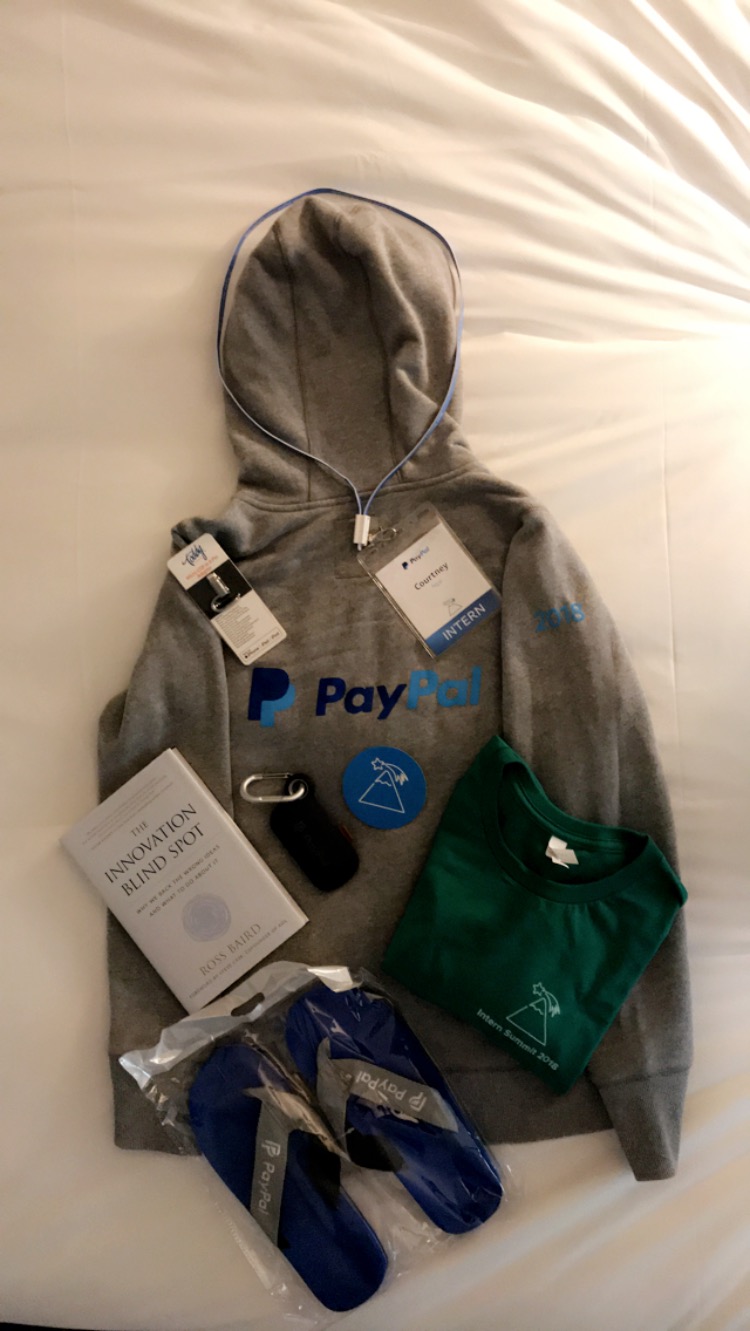 PayPal
Courtney
INTERN
2018
PayPal
THE
INNOVATION
BLIND SPOT
WHY WE BACK THE WRONG IDEAS
AND WHAT TO DO ABOUT IT
ROSS BAIRD
Intern Summit 2018
PayPal
PayPal